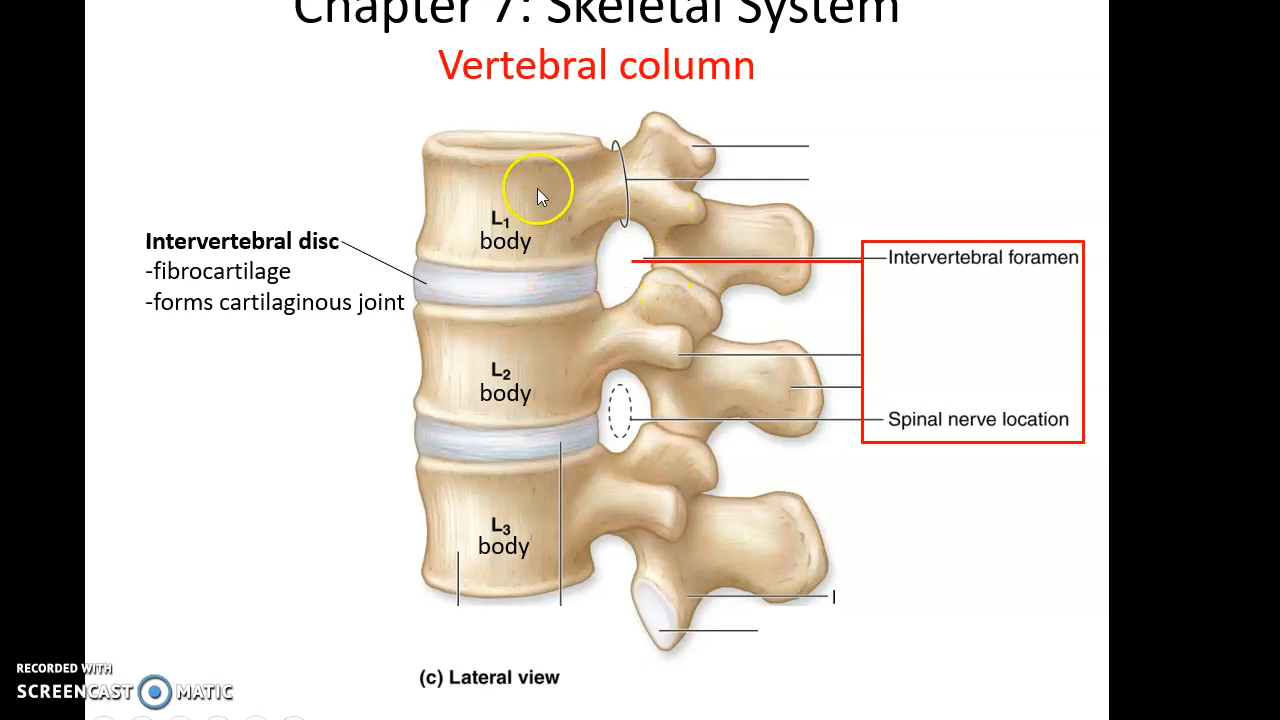 Chapter 7: Skeletal System
Vertebral column
L1
body
Intervertebral disc
-fibrocartilage
-forms cartilaginous joint
Intervertebral foramen
L2
body
Spinal nerve location
L3
body
(c) Lateral view
RECORDED WITH
SCREENCAST MATIC